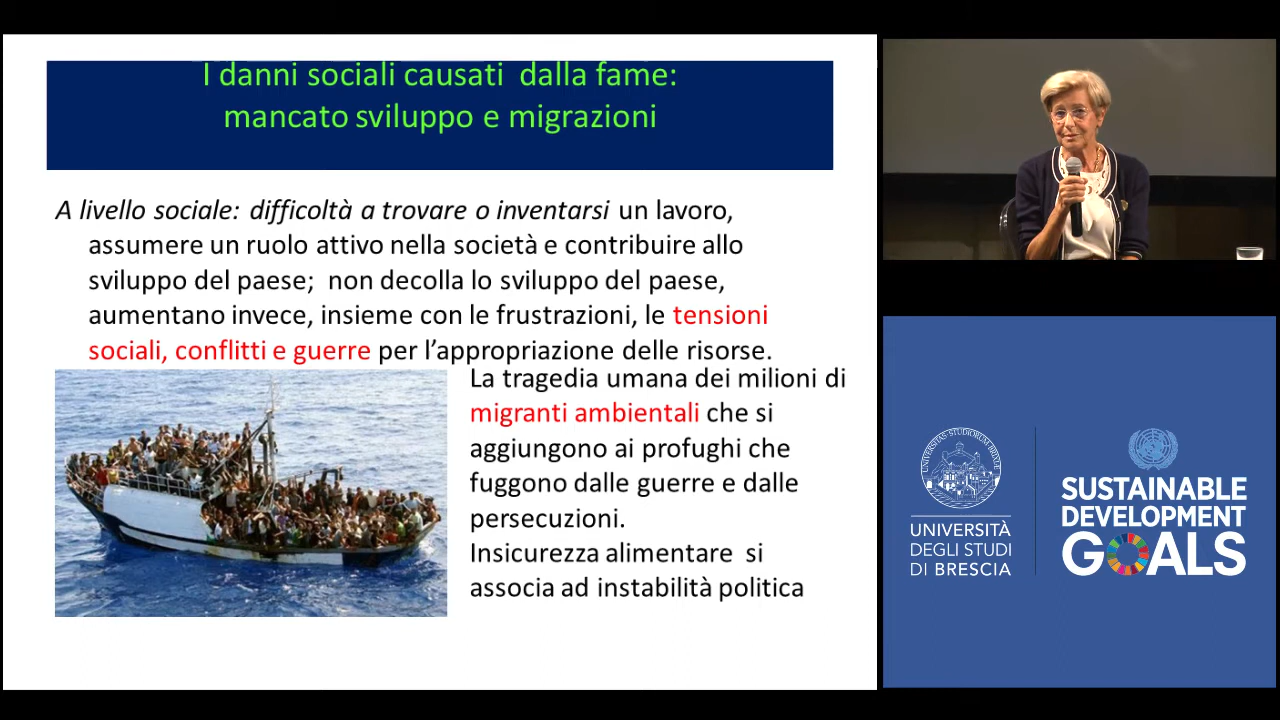 I danni sociali causati dalla fame:
mancato sviluppo e migrazioni
A livello sociale: difficoltà a trovare o inventarsi un lavoro,
assumere un ruolo attivo nella società e contribuire allo
sviluppo del paese; non decolla lo sviluppo del paese,
aumentano invece, insieme con le frustrazioni, le tensioni
sociali, conflitti e guerre per l’appropriazione delle risorse.
La tragedia umana dei milioni di
migranti ambientali che si
aggiungono ai profughi che
fuggono dalle guerre e dalle
persecuzioni.
Insicurezza alimentare si
associa ad instabilità politica
UNIVERSITÀ
DEGLI STUDI
DI BRESCIA
SUSTAINABLE
DEVELOPMENT
GOALS